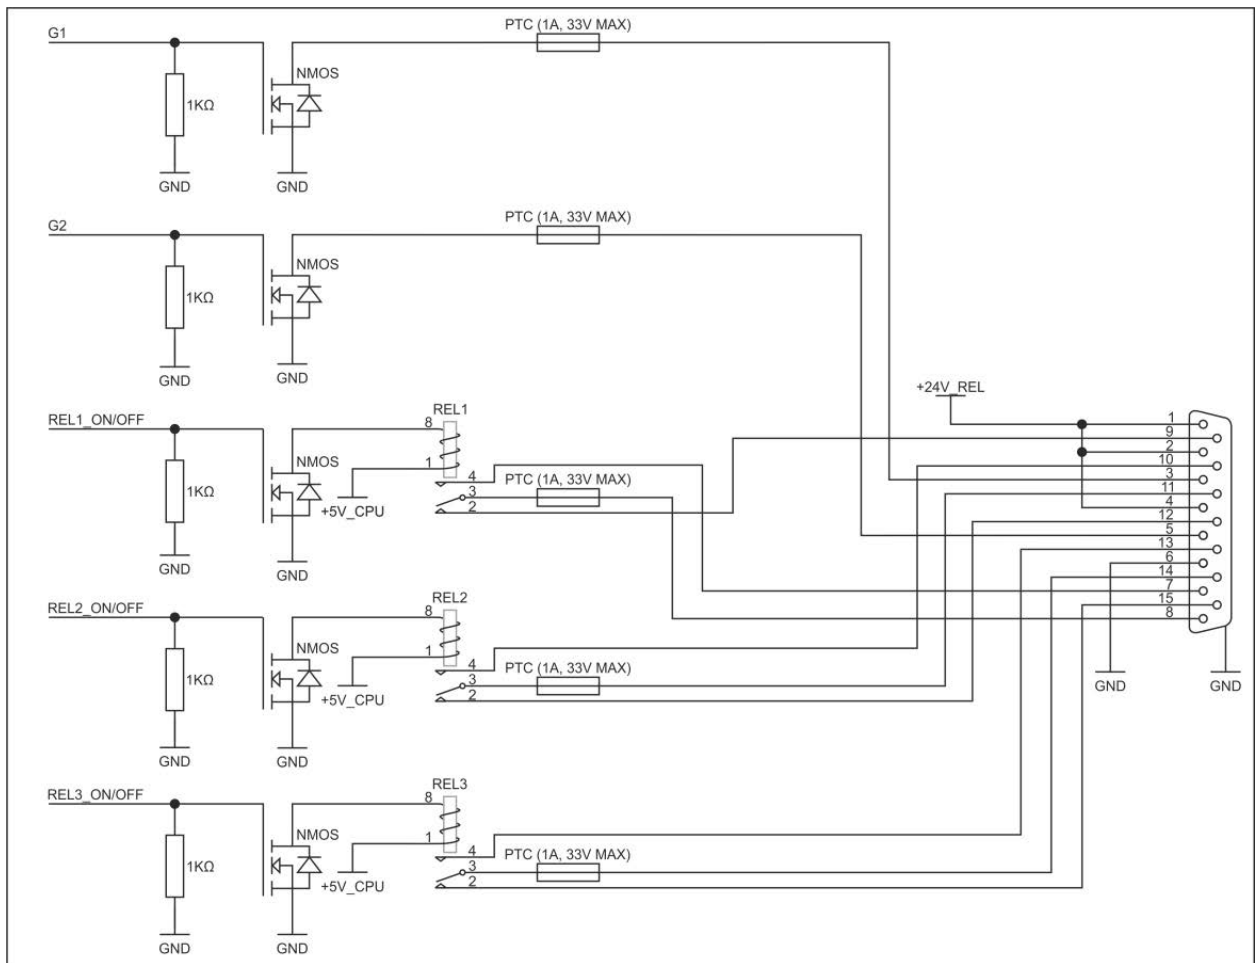 G1
PTC (1A, 33V MAX)
NMOS
1KΩ
GND
GND
G2
PTC (1A, 33V MAX)
NMOS
1KΩ
GND
GND
+24V_REL
REL1_ON/OFF
REL1
8
NMOS
1
4
PTC (1A, 33V MAX)
3
2
1KΩ
+5V_CPU
GND
GND
1
9
2
10
3
11
4
12
5
13
6
14
7
15
8
GND
GND
REL2_ON/OFF
REL2
8
NMOS
1
4
PTC (1A, 33V MAX)
3
2
1KΩ
+5V_CPU
GND
GND
REL3_ON/OFF
REL3
8
NMOS
1
4
PTC (1A, 33V MAX)
3
2
1KΩ
+5V_CPU
GND
GND